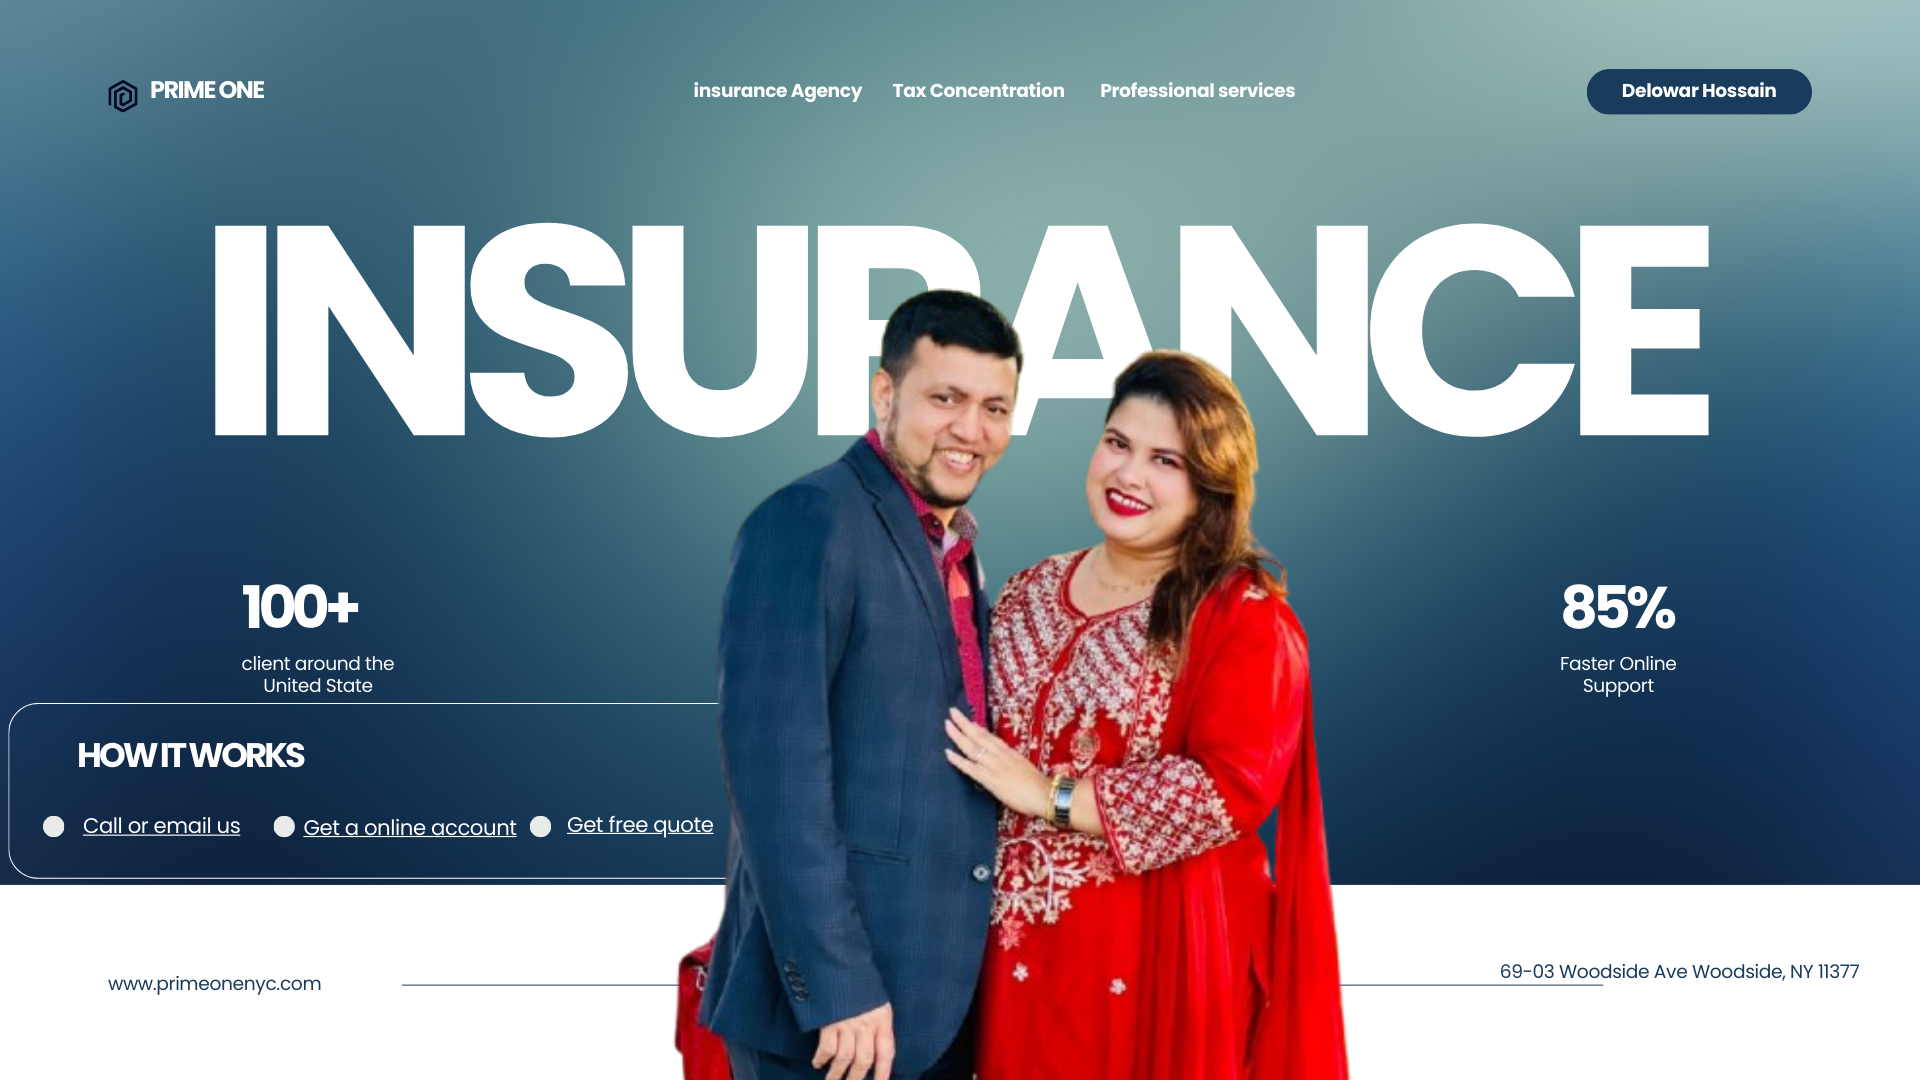 PRIME ONE
insurance Agency
Tax Concentration
Professional services
Delowar Hossain
INSURANCE
100+
client around the
United State
85%
Faster Online
Support
HOW IT WORKS
Call or email us
Get a online account
Get free quote
www.primeonenyc.com
69-03 Woodside Ave Woodside, NY 11377